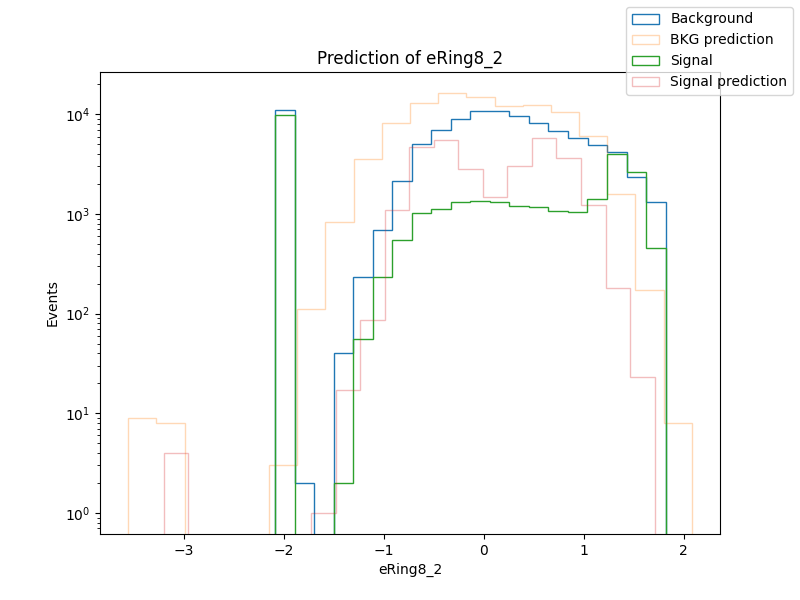 Prediction of eRing8_2
Background
BKG prediction
Signal
Signal prediction
Events
10⁴
10³
10²
10¹
10⁰
−3
−2
−1
0
1
2
eRing8_2